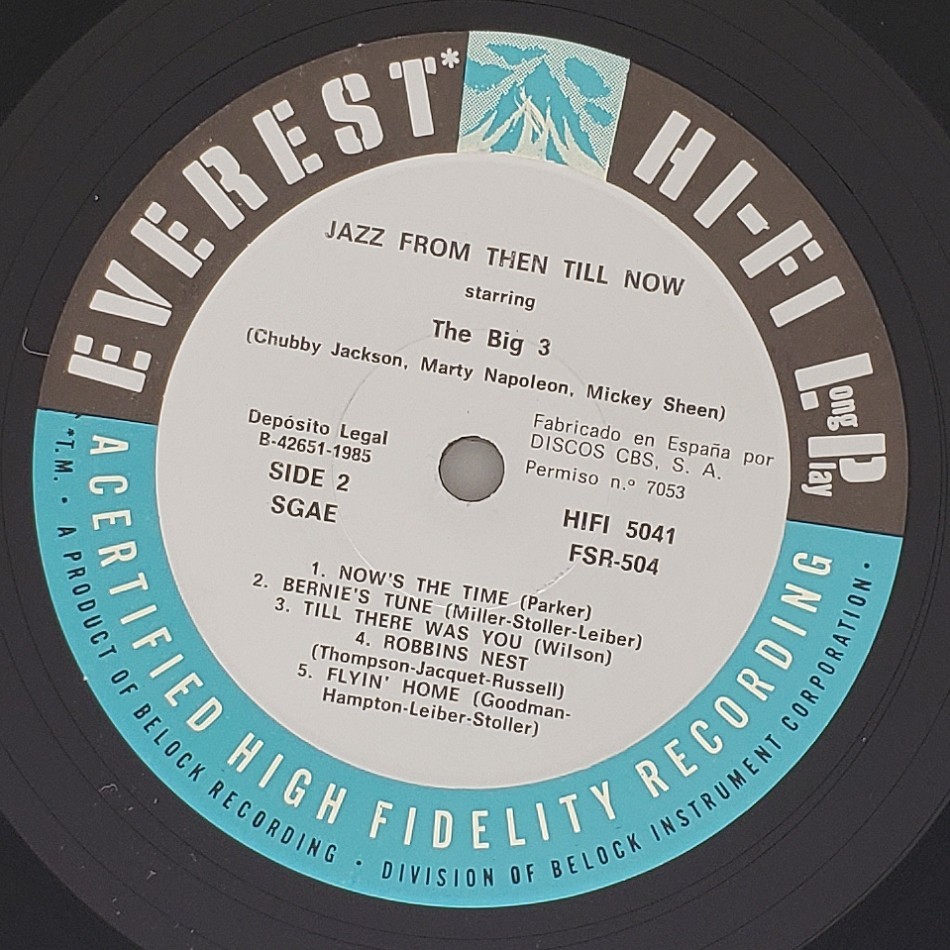 EVEREST*
HI-FI Long Play
JAZZ FROM THEN TILL NOW
starring
The Big 3
(Chubby Jackson, Marty Napoleon, Mickey Sheen)
Depósito Legal
B-42651-1985
SIDE 2
SGAE
Fabricado en España por
DISCOS CBS, S. A.
Permiso n.º 7053
HIFI 5041
FSR-504
1. NOW'S THE TIME (Parker)
2. BERNIE'S TUNE (Miller-Stoller-Leiber)
3. TILL THERE WAS YOU (Wilson)
4. ROBBINS NEST
(Thompson-Jacquet-Russell)
5. FLYIN' HOME (Goodman-
Hampton-Leiber-Stoller)
A CERTIFIED HIGH FIDELITY RECORDING
*T.M. • A PRODUCT OF BELOCK RECORDING • DIVISION OF BELOCK INSTRUMENT CORPORATION •